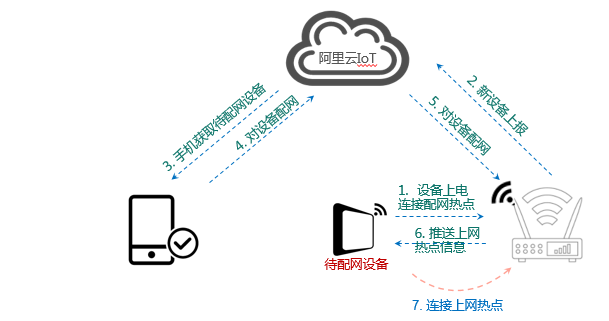 阿里云IoT
2. 新设备上报
3. 手机获取待配网设备
4. 对设备配网
5. 对设备配网
1. 设备上电
连接配网热点
6. 推送上网
热点信息
待配网设备
7. 连接上网热点